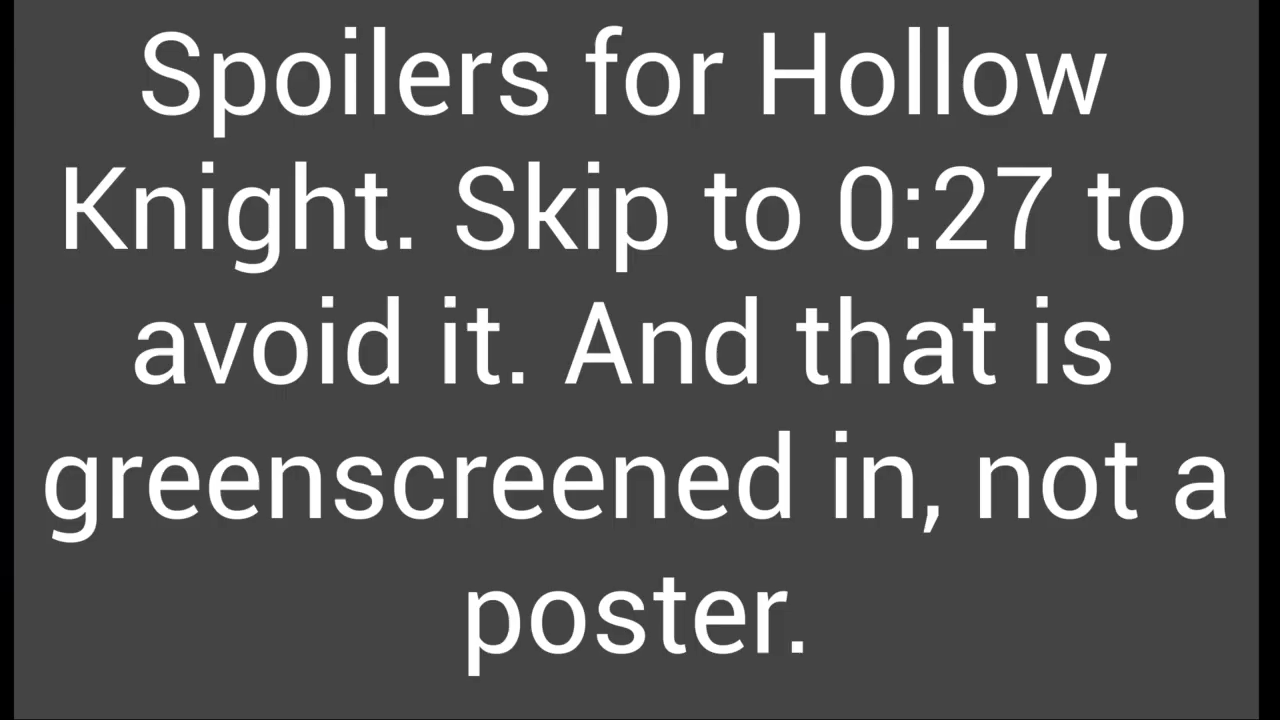 Spoilers for Hollow
Knight. Skip to 0:27 to
avoid it. And that is
greenscreened in, not a
poster.